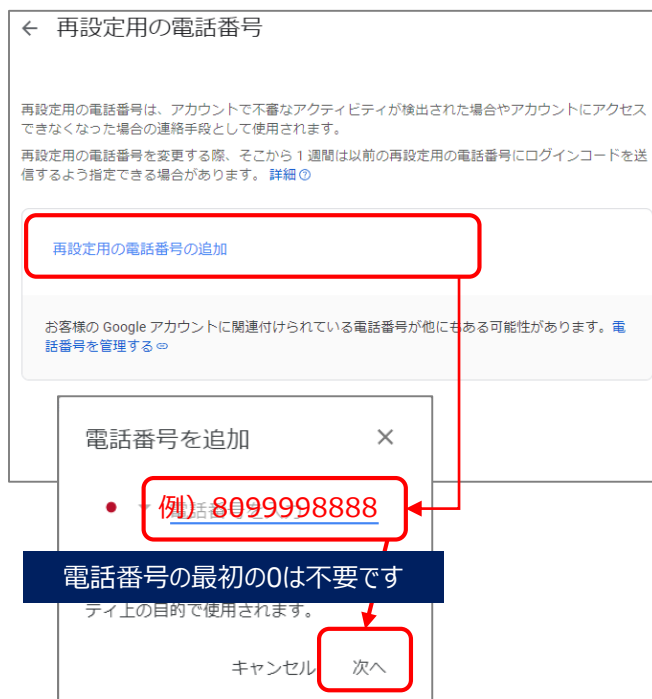 ← 再設定用の電話番号
再設定用の電話番号は、アカウントで不審なアクティビティが検出された場合やアカウントにアクセス
できなくなった場合の連絡手段として使用されます。
再設定用の電話番号を変更する際、そこから 1 週間は以前の再設定用の電話番号にログインコードを送
信するよう指定できる場合があります。 詳細
再設定用の電話番号の追加
お客様の Google アカウントに関連付けられている電話番号が他にもある可能性があります。電
話番号を管理する
電話番号を追加 ×
例）8099998888
電話番号の最初の0は不要です
ティ上の目的で使用されます。
キャンセル 次へ